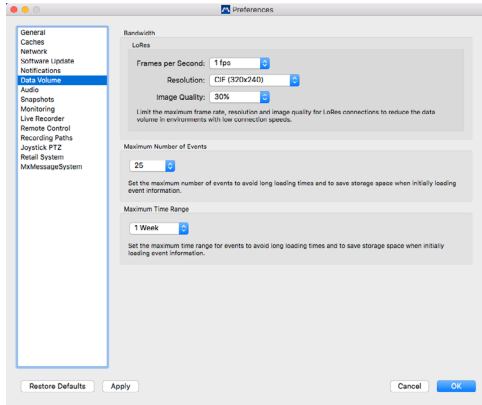 Preferences
General
Caches
Network
Software Update
Notifications
Data Volume
Audio
Snapshots
Monitoring
Live Recorder
Remote Control
Recording Paths
Joystick PTZ
Retail System
MxMessageSystem
Bandwidth
LoRes
Frames per Second: 1 fps
Resolution: CIF (320x240)
Image Quality: 30%
Limit the maximum frame rate, resolution and image quality for LoRes connections to reduce the data
volume in environments with low connection speeds.
Maximum Number of Events
25
Set the maximum number of events to avoid long loading times and to save storage space when initially loading
event information.
Maximum Time Range
1 Week
Set the maximum time range for events to avoid long loading times and to save storage space when initially
loading event information.
Restore Defaults Apply Cancel OK